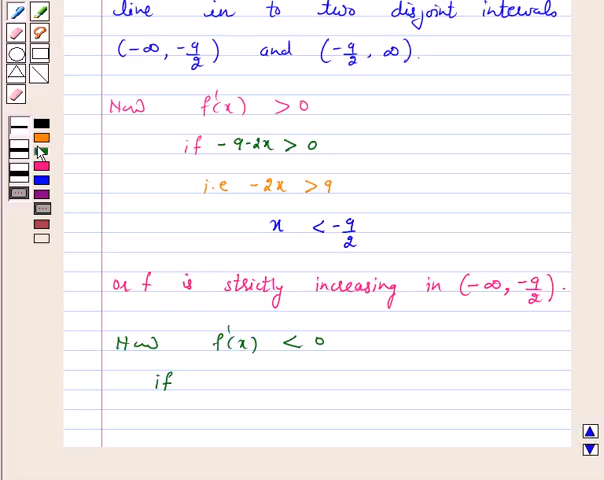 line in to two disjoint intervals
(-∞, -9/2) and (-9/2, ∞).
Now f'(x) > 0
if -9-2x > 0
i.e -2x > 9
x < -9/2
or f is strictly increasing in (-∞, -9/2).
Now f'(x) < 0
if